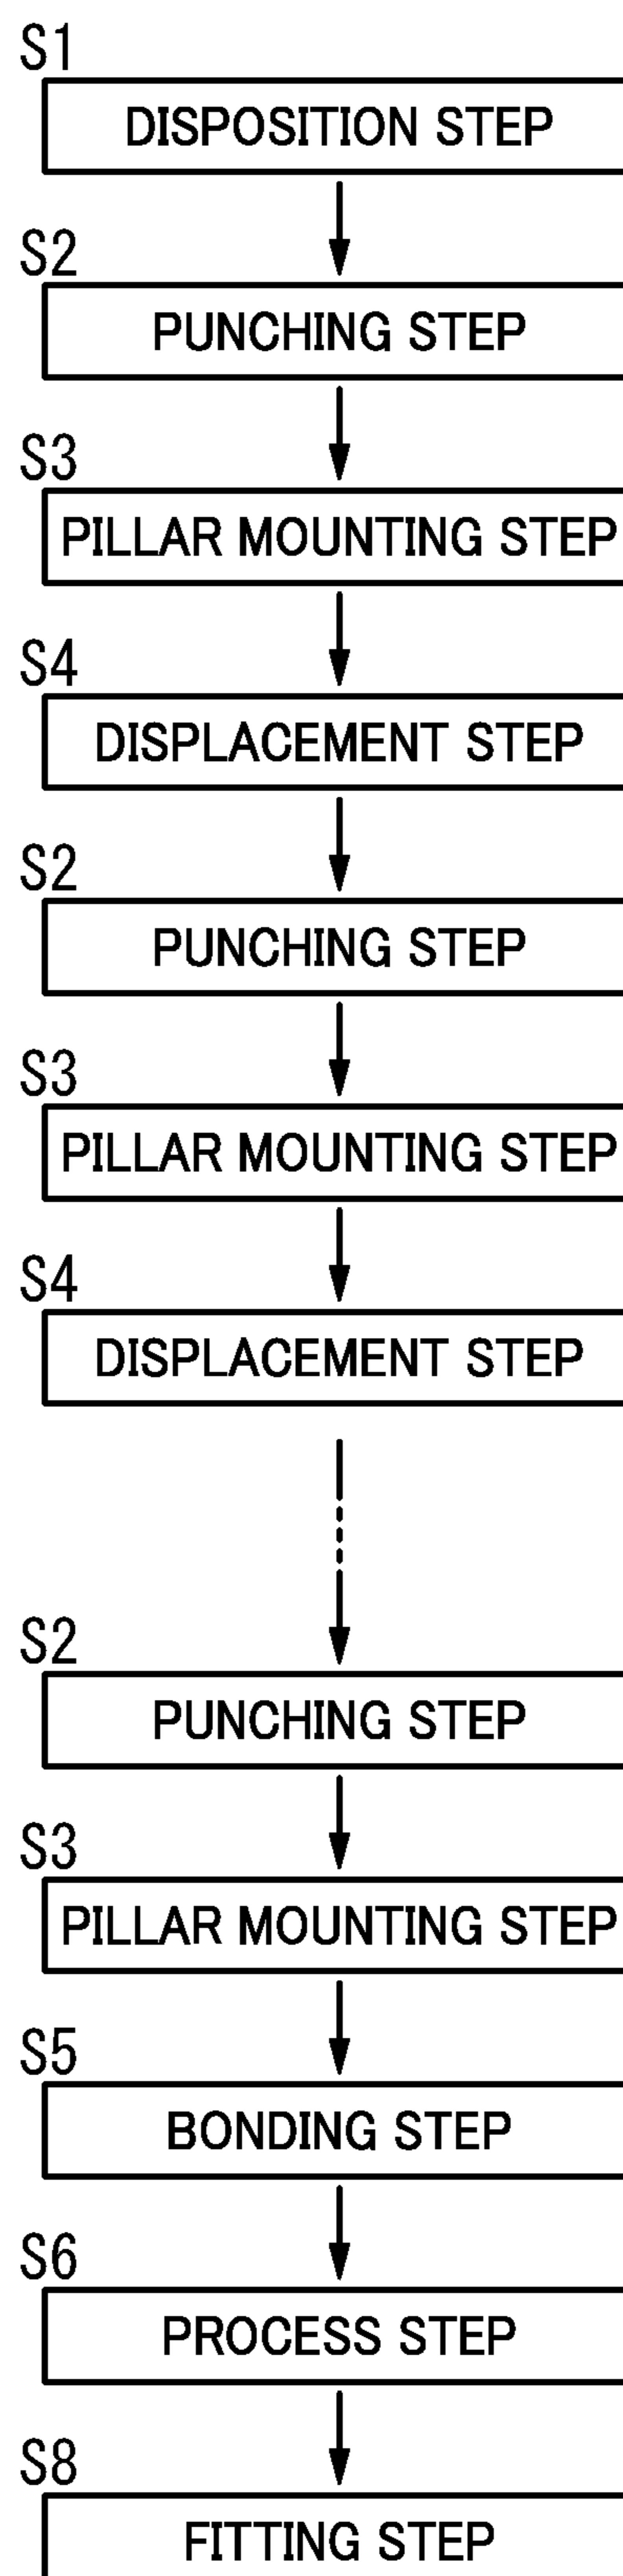 S1
DISPOSITION STEP
S2
PUNCHING STEP
S3
PILLAR MOUNTING STEP
S4
DISPLACEMENT STEP
S2
PUNCHING STEP
S3
PILLAR MOUNTING STEP
S4
DISPLACEMENT STEP
S2
PUNCHING STEP
S3
PILLAR MOUNTING STEP
S5
BONDING STEP
S6
PROCESS STEP
S8
FITTING STEP